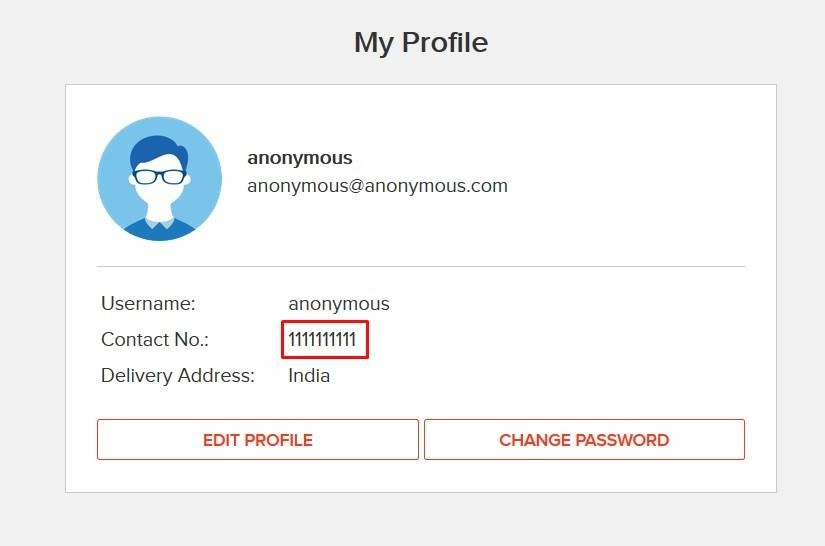 My Profile
anonymous
anonymous@anonymous.com
Username: anonymous
Contact No.: 1111111111
Delivery Address: India
EDIT PROFILE CHANGE PASSWORD